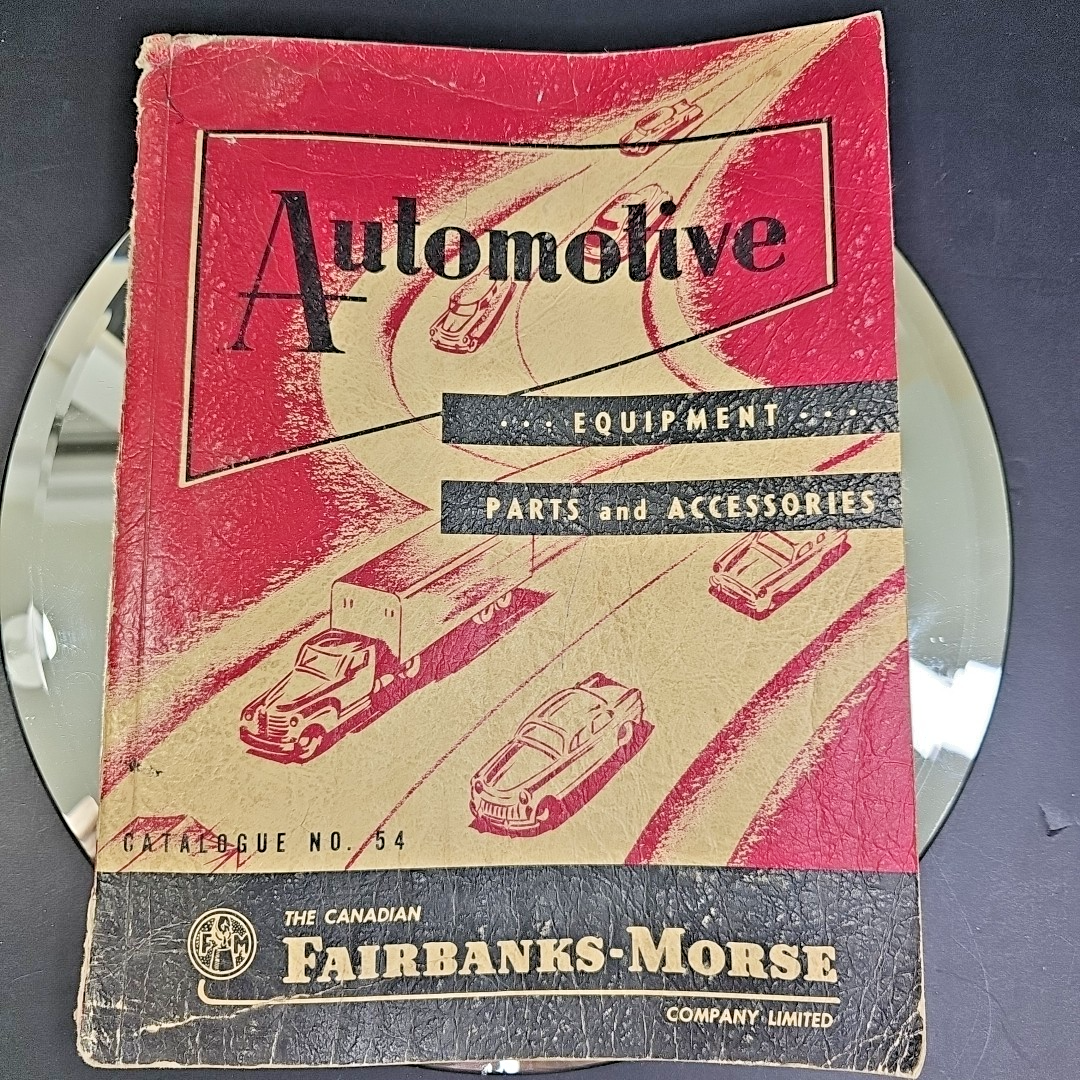 Automotive
· · · EQUIPMENT · · ·
PARTS and ACCESSORIES
CATALOGUE NO. 54
THE CANADIAN
FAIRBANKS-MORSE
COMPANY LIMITED